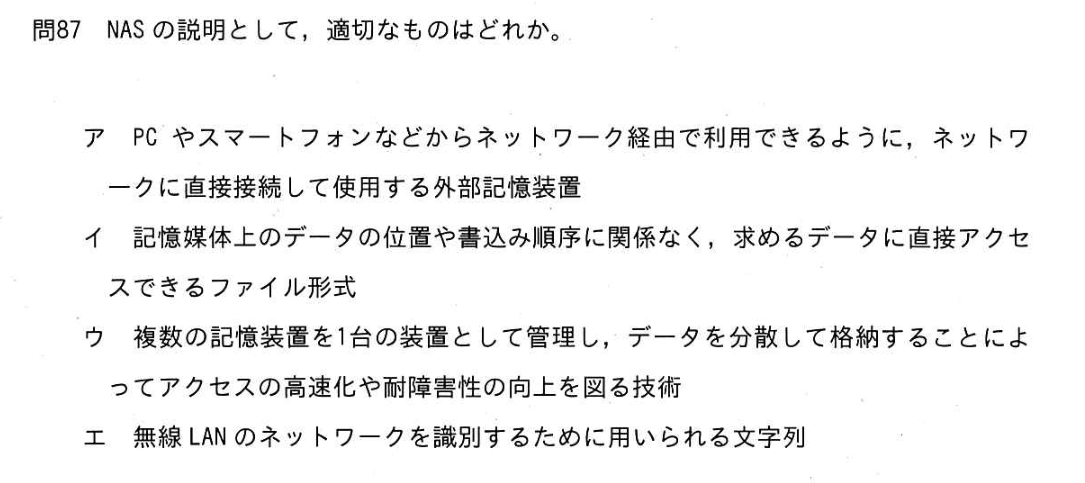 問87　NAS の説明として，適切なものはどれか。
ア　PC やスマートフォンなどからネットワーク経由で利用できるように，ネットワ
ークに直接接続して使用する外部記憶装置
イ　記憶媒体上のデータの位置や書込み順序に関係なく，求めるデータに直接アクセ
スできるファイル形式
ウ　複数の記憶装置を1台の装置として管理し，データを分散して格納することによ
ってアクセスの高速化や耐障害性の向上を図る技術
エ　無線 LAN のネットワークを識別するために用いられる文字列